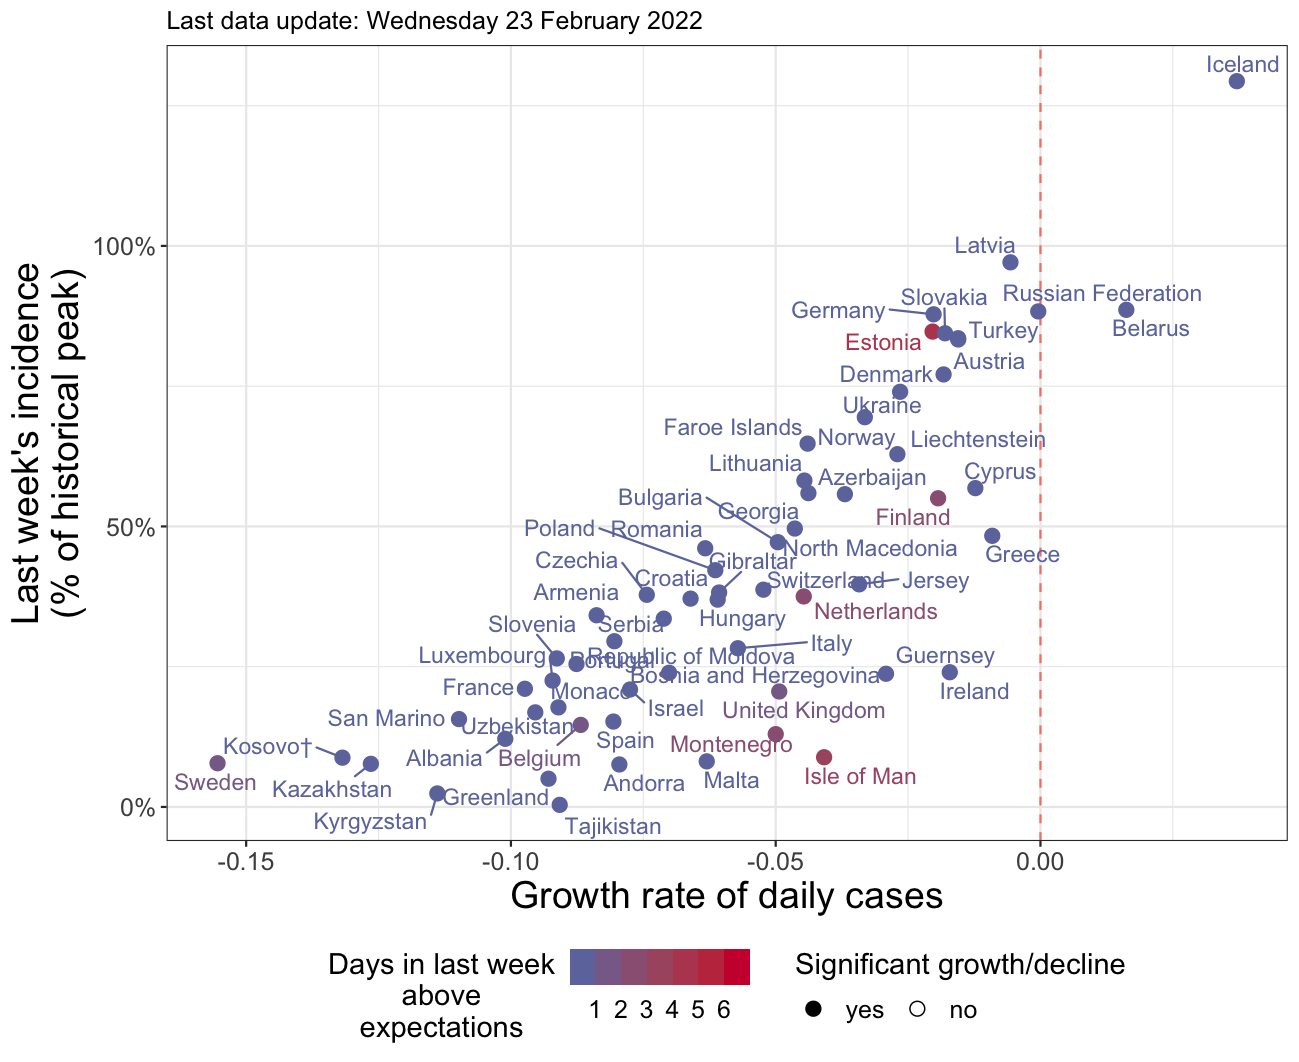 Last data update: Wednesday 23 February 2022
Iceland
Latvia
100%
Russian Federation
Slovakia
Germany
Belarus
Turkey
Estonia
Austria
Denmark
Ukraine
Faroe Islands
Norway
Liechtenstein
Lithuania
Cyprus
Azerbaijan
Bulgaria
Georgia
Finland
50%
Poland
Romania
North Macedonia
Greece
Czechia
Gibraltar
Croatia
Switzerland
Jersey
Armenia
Netherlands
Hungary
Slovenia
Serbia
Italy
Luxembourg
Portugal
Republic of Moldova
Guernsey
Bosnia and Herzegovina
France
Monaco
Ireland
Israel
United Kingdom
San Marino
Uzbekistan
Spain
Montenegro
Kosovo†
Albania
Belgium
Isle of Man
Sweden
Kazakhstan
Andorra
Malta
Greenland
0%
Kyrgyzstan
Tajikistan
-0.15
-0.10
-0.05
0.00
Last week's incidence
(% of historical peak)
Growth rate of daily cases
Days in last week
above
expectations
1 2 3 4 5 6
Significant growth/decline
yes
no